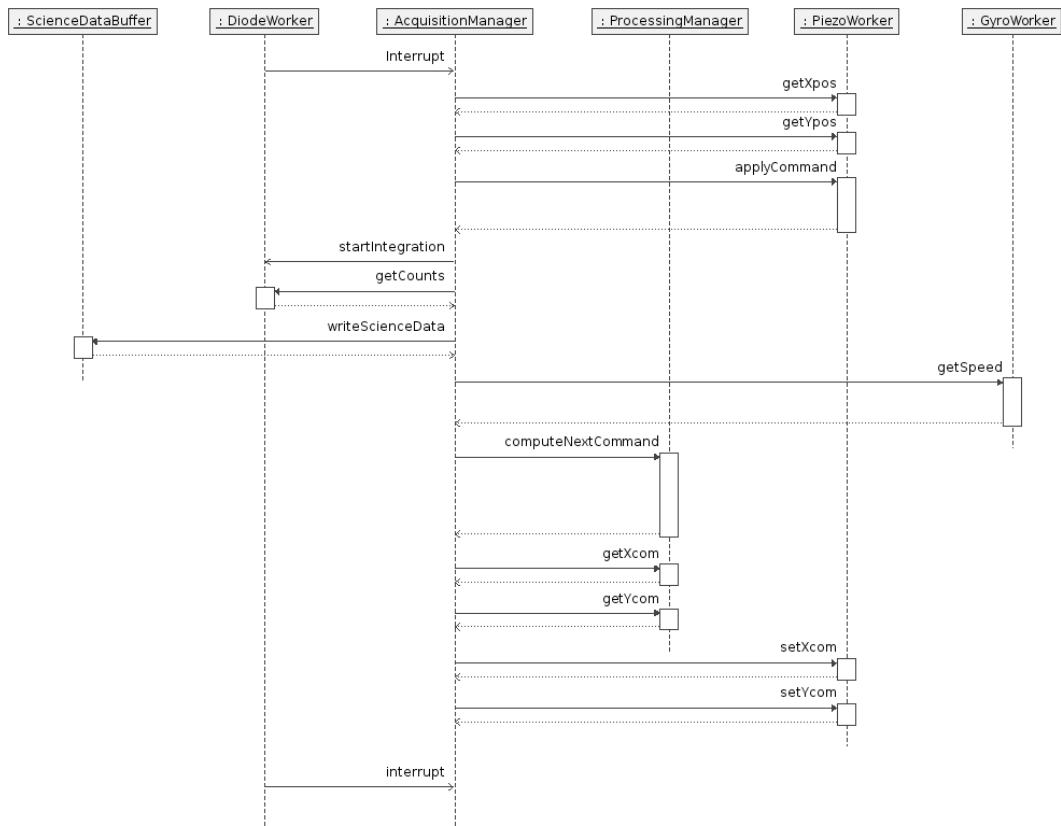 : ScienceDataBuffer : DiodeWorker : AcquisitionManager : ProcessingManager : PiezoWorker : GyroWorker
Interrupt
getXpos
getYpos
applyCommand
startIntegration
getCounts
writeScienceData
getSpeed
computeNextCommand
getXcom
getYcom
setXcom
setYcom
interrupt